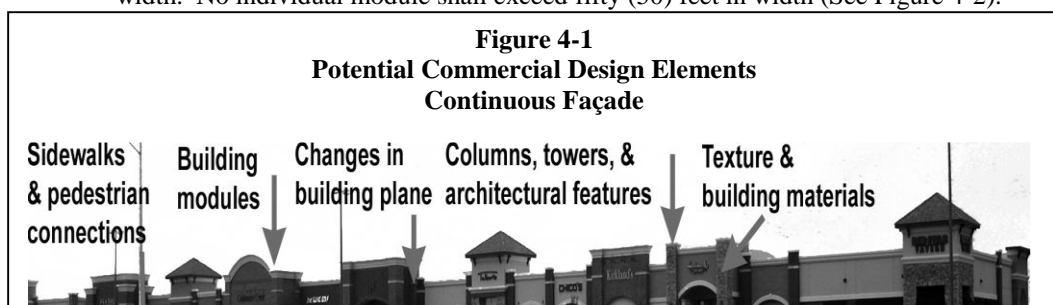 width. No individual module shall exceed fifty (50) feet in width (See Figure 4-2).
Figure 4-1
Potential Commercial Design Elements
Continuous Façade
Sidewalks & pedestrian connections
Building modules
Changes in building plane
Columns, towers, & architectural features
Texture & building materials
CHICO'S
Kirkland's